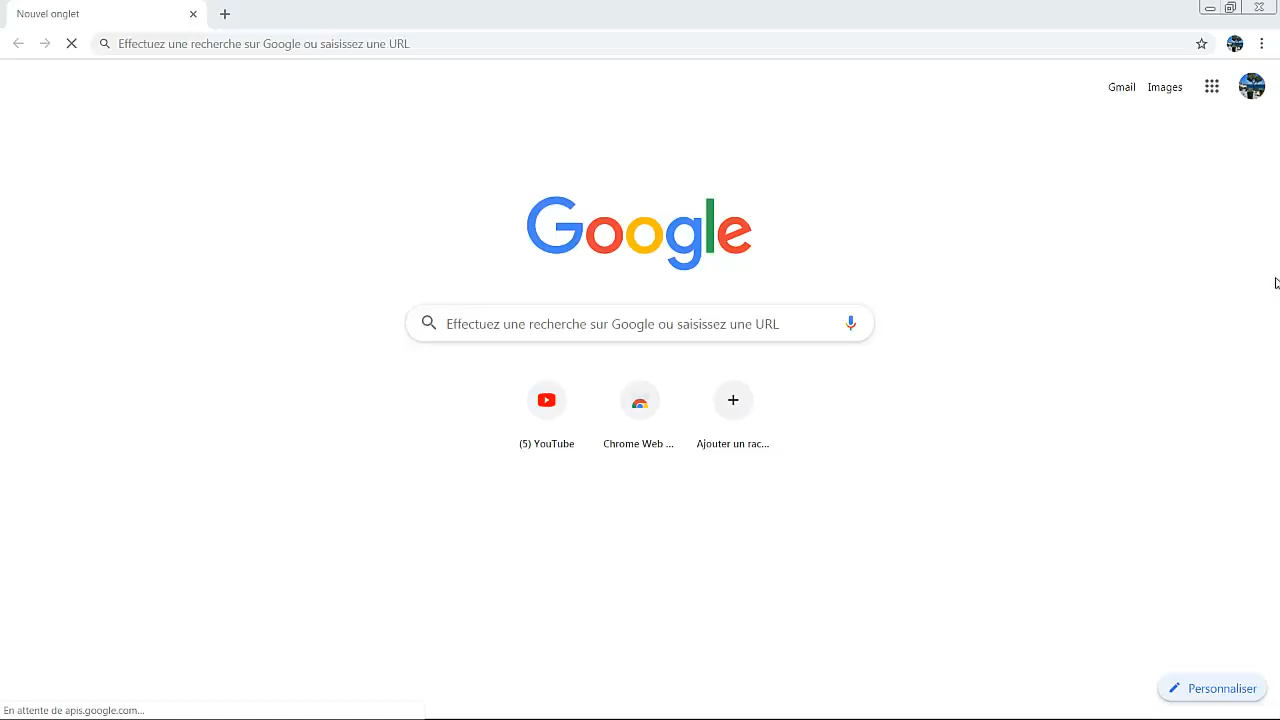 Nouvel onglet
Effectuez une recherche sur Google ou saisissez une URL
Gmail Images
Google
Effectuez une recherche sur Google ou saisissez une URL
(5) YouTube Chrome Web ... Ajouter un rac...
Personnaliser
En attente de apis.google.com...